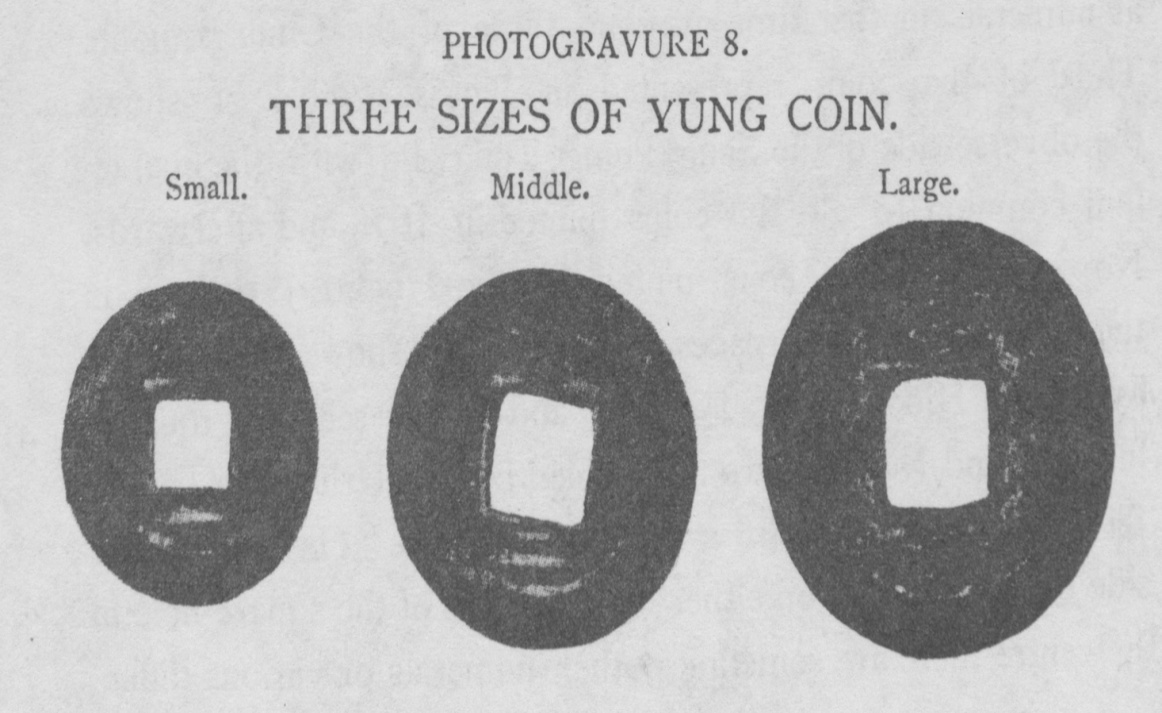 PHOTOGRAVURE 8.
THREE SIZES OF YUNG COIN.
Small. Middle. Large.